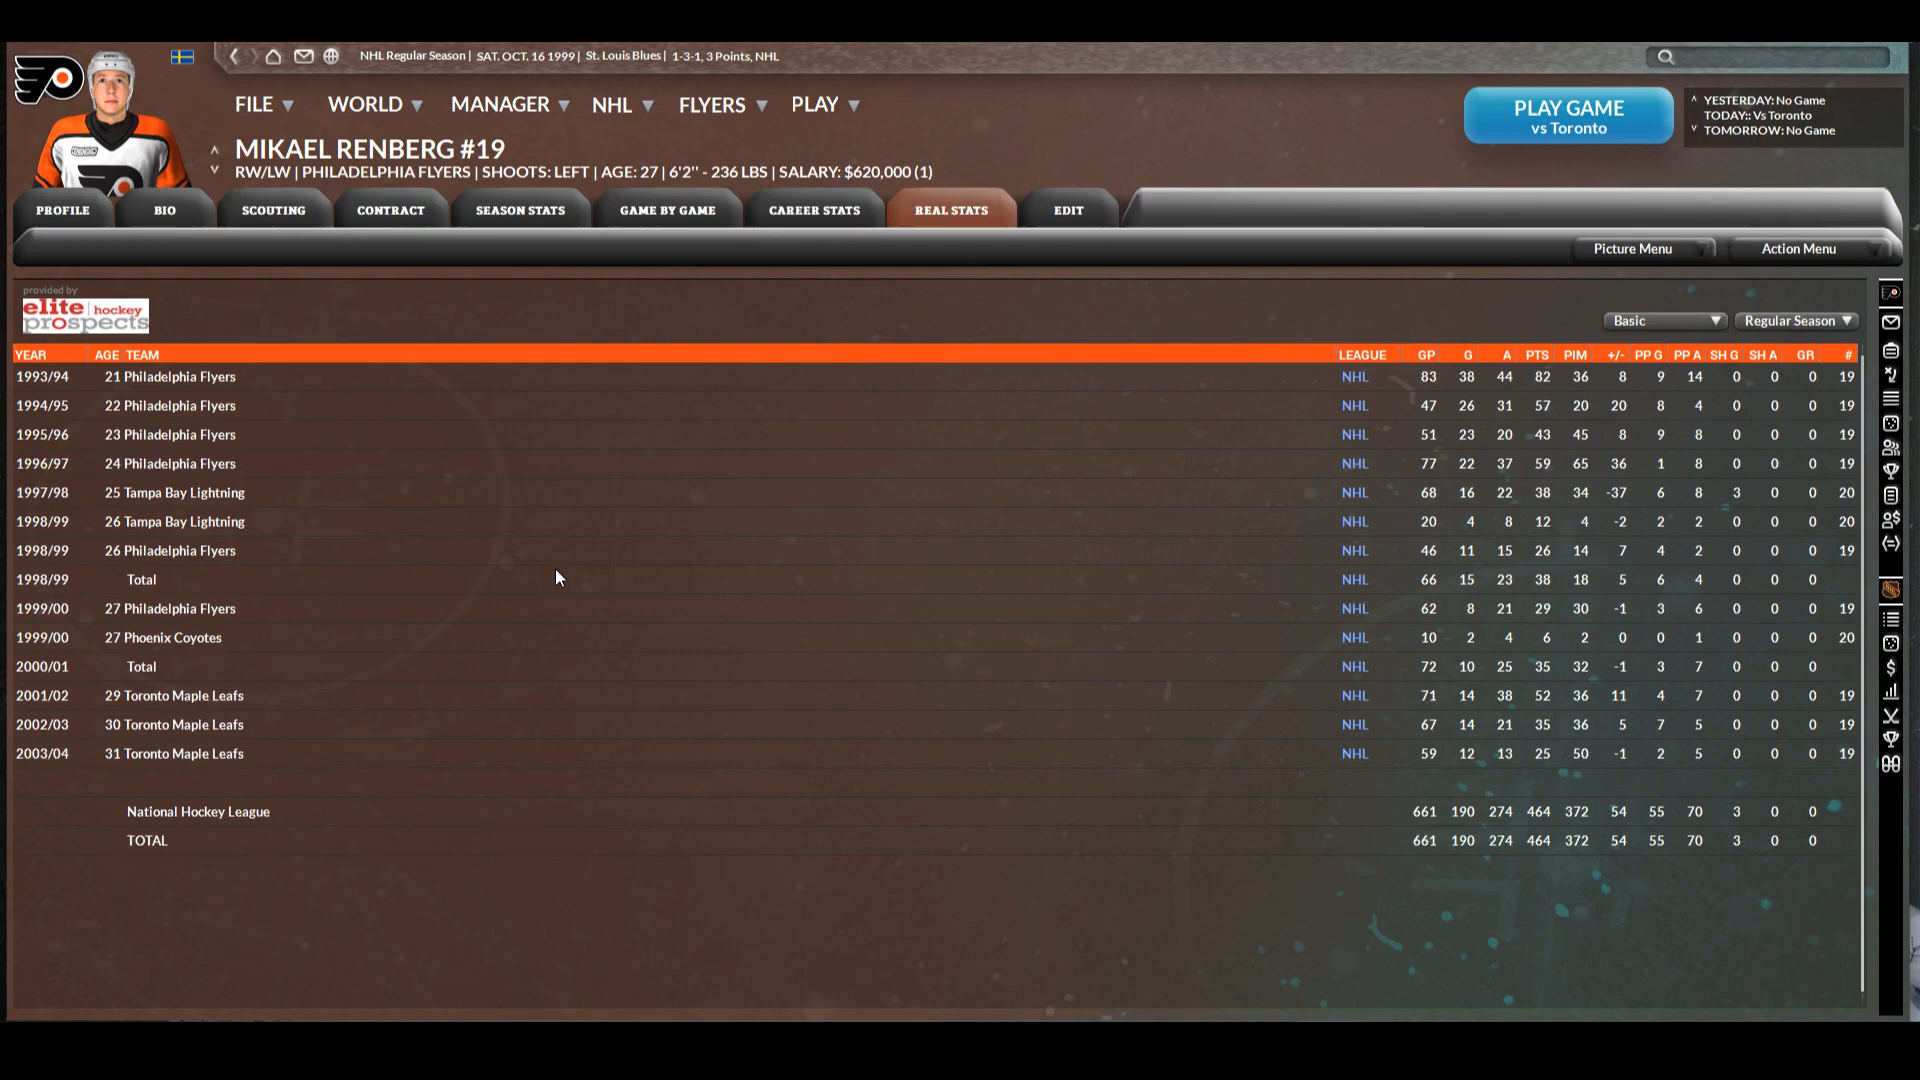 NHL Regular Season | SAT. OCT. 16 1999 | St. Louis Blues | 1-3-1, 3 Points, NHL
FILE WORLD MANAGER NHL FLYERS PLAY
PLAY GAME
vs Toronto
YESTERDAY: No Game
TODAY:: Vs Toronto
TOMORROW: No Game
MIKAEL RENBERG #19
RW/LW | PHILADELPHIA FLYERS | SHOOTS: LEFT | AGE: 27 | 6'2'' - 236 LBS | SALARY: $620,000 (1)
PROFILE BIO SCOUTING CONTRACT SEASON STATS GAME BY GAME CAREER STATS REAL STATS EDIT
Picture Menu Action Menu
provided by
elite hockey
prospects
Basic Regular Season
YEAR AGE TEAM LEAGUE GP G A PTS PIM +/- PP G PP A SH G SH A GR #
1993/94 21 Philadelphia Flyers NHL 83 38 44 82 36 8 9 14 0 0 0 19
1994/95 22 Philadelphia Flyers NHL 47 26 31 57 20 20 8 4 0 0 0 19
1995/96 23 Philadelphia Flyers NHL 51 23 20 43 45 8 9 8 0 0 0 19
1996/97 24 Philadelphia Flyers NHL 77 22 37 59 65 36 1 8 0 0 0 19
1997/98 25 Tampa Bay Lightning NHL 68 16 22 38 34 -37 6 8 3 0 0 20
1998/99 26 Tampa Bay Lightning NHL 20 4 8 12 4 -2 2 2 0 0 0 20
1998/99 26 Philadelphia Flyers NHL 46 11 15 26 14 7 4 2 0 0 0 19
1998/99 Total NHL 66 15 23 38 18 5 6 4 0 0 0
1999/00 27 Philadelphia Flyers NHL 62 8 21 29 30 -1 3 6 0 0 0 19
1999/00 27 Phoenix Coyotes NHL 10 2 4 6 2 0 0 1 0 0 0 20
2000/01 Total NHL 72 10 25 35 32 -1 3 7 0 0 0
2001/02 29 Toronto Maple Leafs NHL 71 14 38 52 36 11 4 7 0 0 0 19
2002/03 30 Toronto Maple Leafs NHL 67 14 21 35 36 5 7 5 0 0 0 19
2003/04 31 Toronto Maple Leafs NHL 59 12 13 25 50 -1 2 5 0 0 0 19
National Hockey League 661 190 274 464 372 54 55 70 3 0 0
TOTAL 661 190 274 464 372 54 55 70 3 0 0